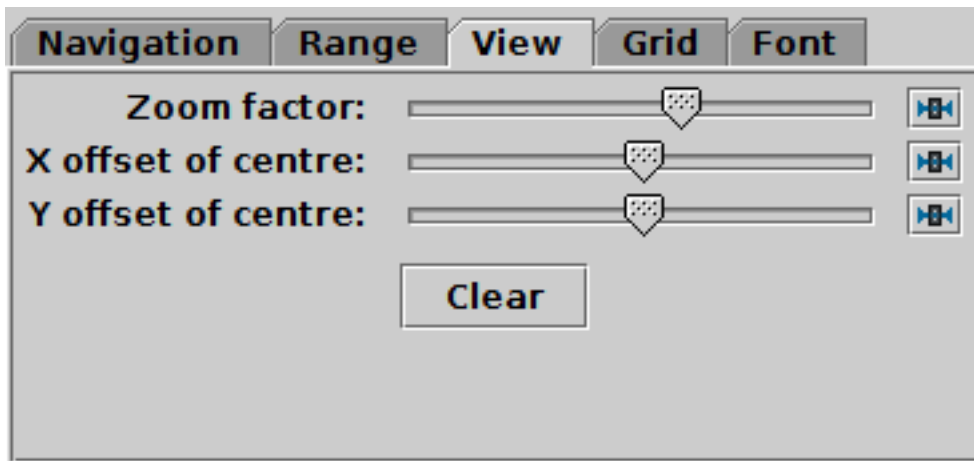 Navigation Range View Grid Font
Zoom factor:
X offset of centre:
Y offset of centre:
Clear